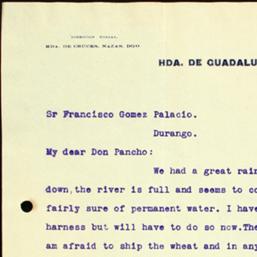 DIRECCION POSTAL,
HDA. DE CRUCES, NAZAS, DGO
HDA. DE GUADALU
Sr Francisco Gomez Palacio.
Durango.
My dear Don Pancho:
We had a great rain
down,the river is full and seems to co
fairly sure of permanent water. I have
harness but will have to do so now.The
am afraid to ship the wheat and in any